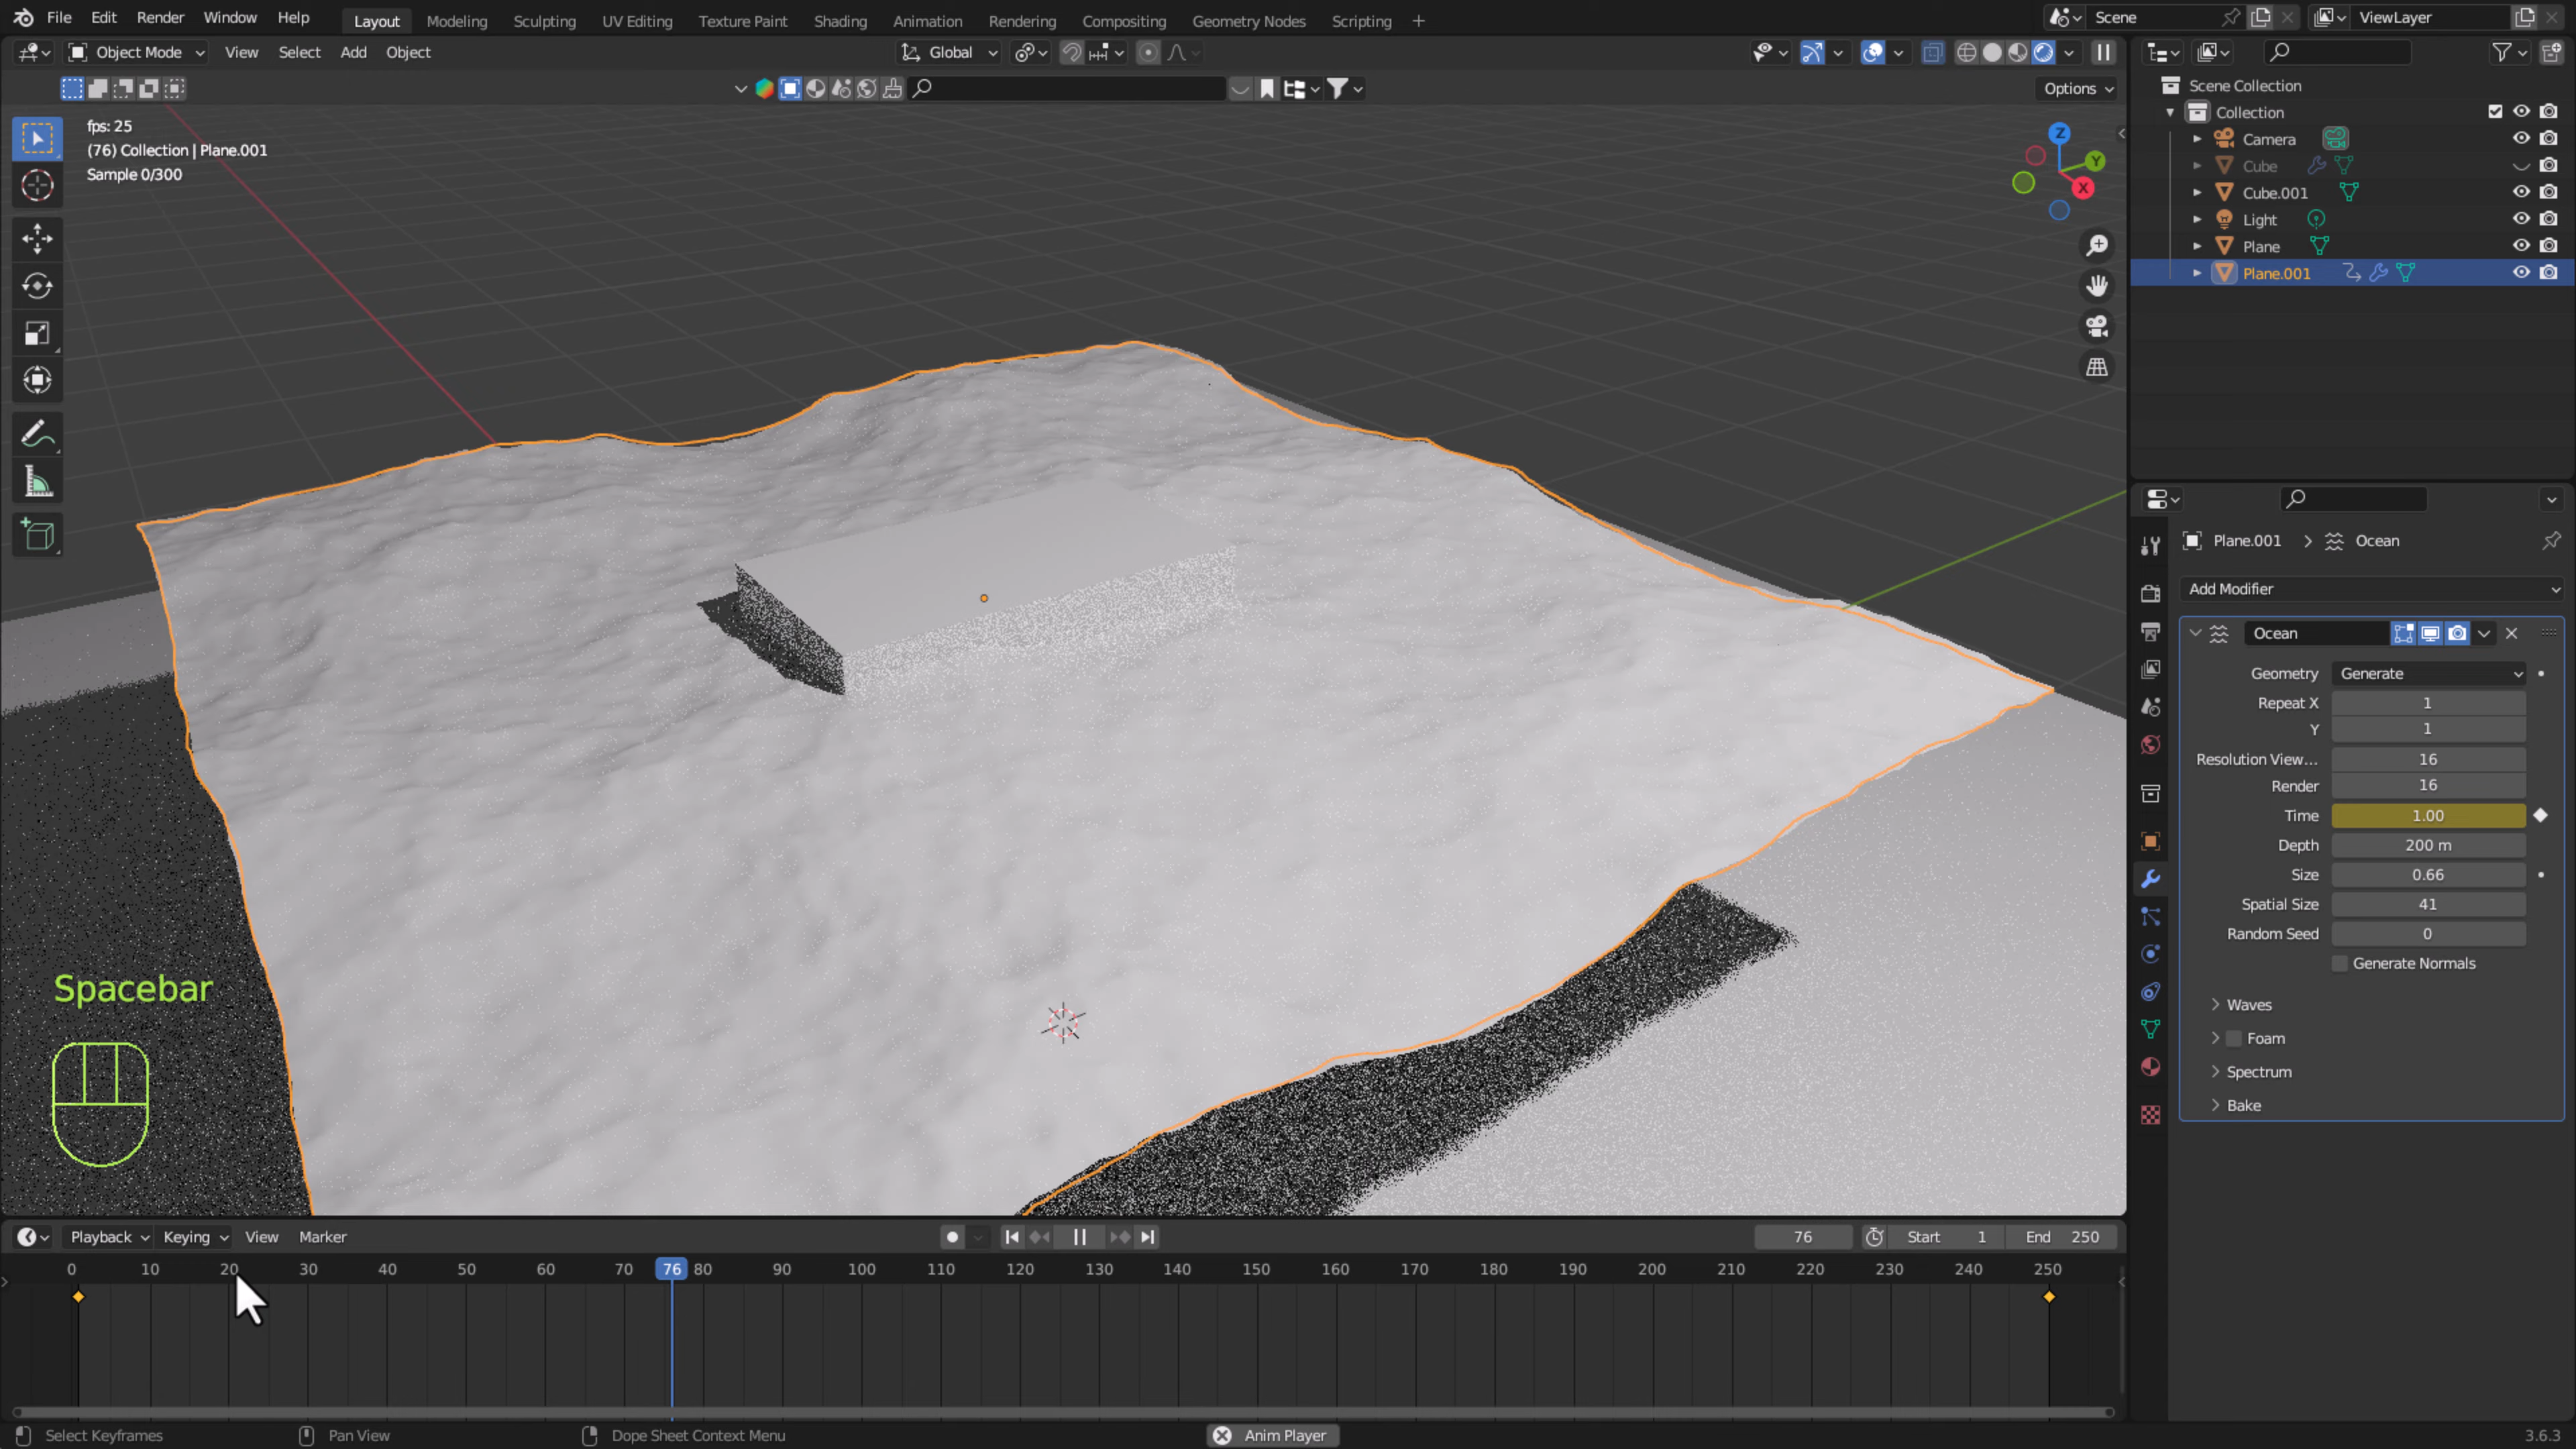 File Edit Render Window Help Layout Modeling Sculpting UV Editing Texture Paint Shading Animation Rendering Compositing Geometry Nodes Scripting + Scene ViewLayer
Object Mode View Select Add Object Global
Options
fps: 25
(76) Collection | Plane.001
Sample 0/300
Z
Y
X
Spacebar
Scene Collection
Collection
Camera
Cube
Cube.001
Light
Plane
Plane.001
Plane.001 > Ocean
Add Modifier
Ocean
Geometry Generate
Repeat X 1
Y 1
Resolution View... 16
Render 16
Time 1.00
Depth 200 m
Size 0.66
Spatial Size 41
Random Seed 0
Generate Normals
Waves
Foam
Spectrum
Bake
Playback Keying View Marker 76 Start 1 End 250
0 10 20 30 40 50 60 70 76 80 90 100 110 120 130 140 150 160 170 180 190 200 210 220 230 240 250
Select Keyframes Pan View Dope Sheet Context Menu Anim Player 3.6.3